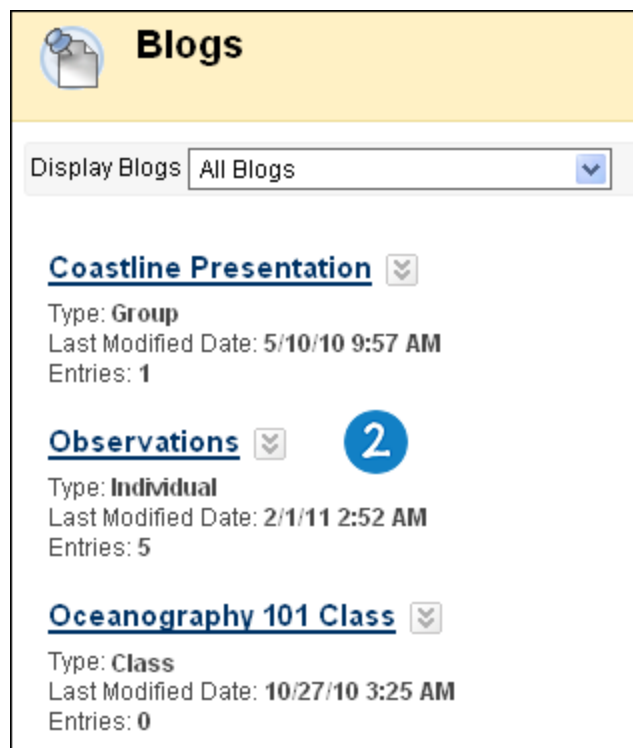 Blogs
Display Blogs All Blogs
Coastline Presentation
Type: Group
Last Modified Date: 5/10/10 9:57 AM
Entries: 1
Observations 2
Type: Individual
Last Modified Date: 2/1/11 2:52 AM
Entries: 5
Oceanography 101 Class
Type: Class
Last Modified Date: 10/27/10 3:25 AM
Entries: 0